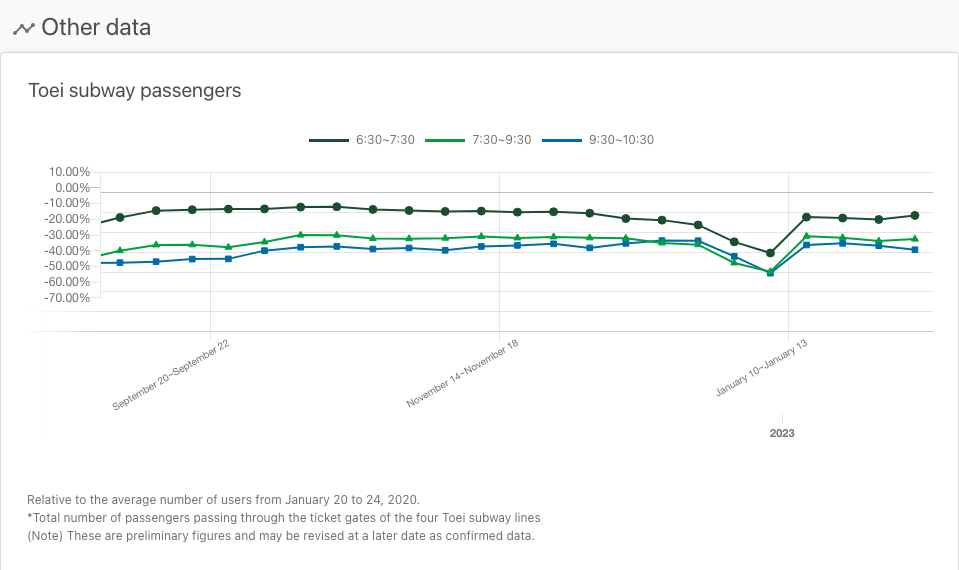 Other data
Toei subway passengers
6:30~7:30 7:30~9:30 9:30~10:30
10.00%
0.00%
-10.00%
-20.00%
-30.00%
-40.00%
-50.00%
-60.00%
-70.00%
September 20~September 22
November 14~November 18
January 10~January 13
2023
Relative to the average number of users from January 20 to 24, 2020.
*Total number of passengers passing through the ticket gates of the four Toei subway lines
(Note) These are preliminary figures and may be revised at a later date as confirmed data.